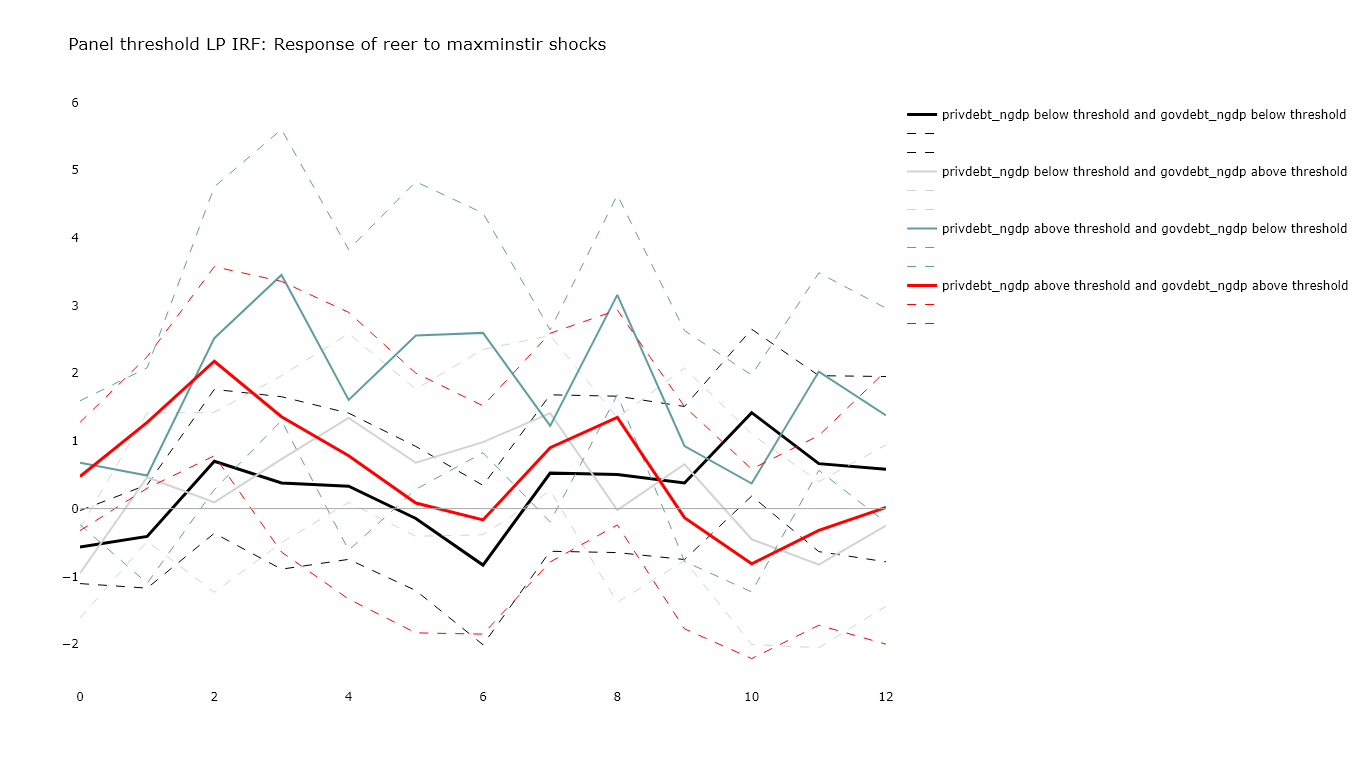 Panel threshold LP IRF: Response of reer to maxminstir shocks
6
5
4
3
2
1
0
−1
−2
0 2 4 6 8 10 12
privdebt_ngdp below threshold and govdebt_ngdp below threshold
privdebt_ngdp below threshold and govdebt_ngdp above threshold
privdebt_ngdp above threshold and govdebt_ngdp below threshold
privdebt_ngdp above threshold and govdebt_ngdp above threshold